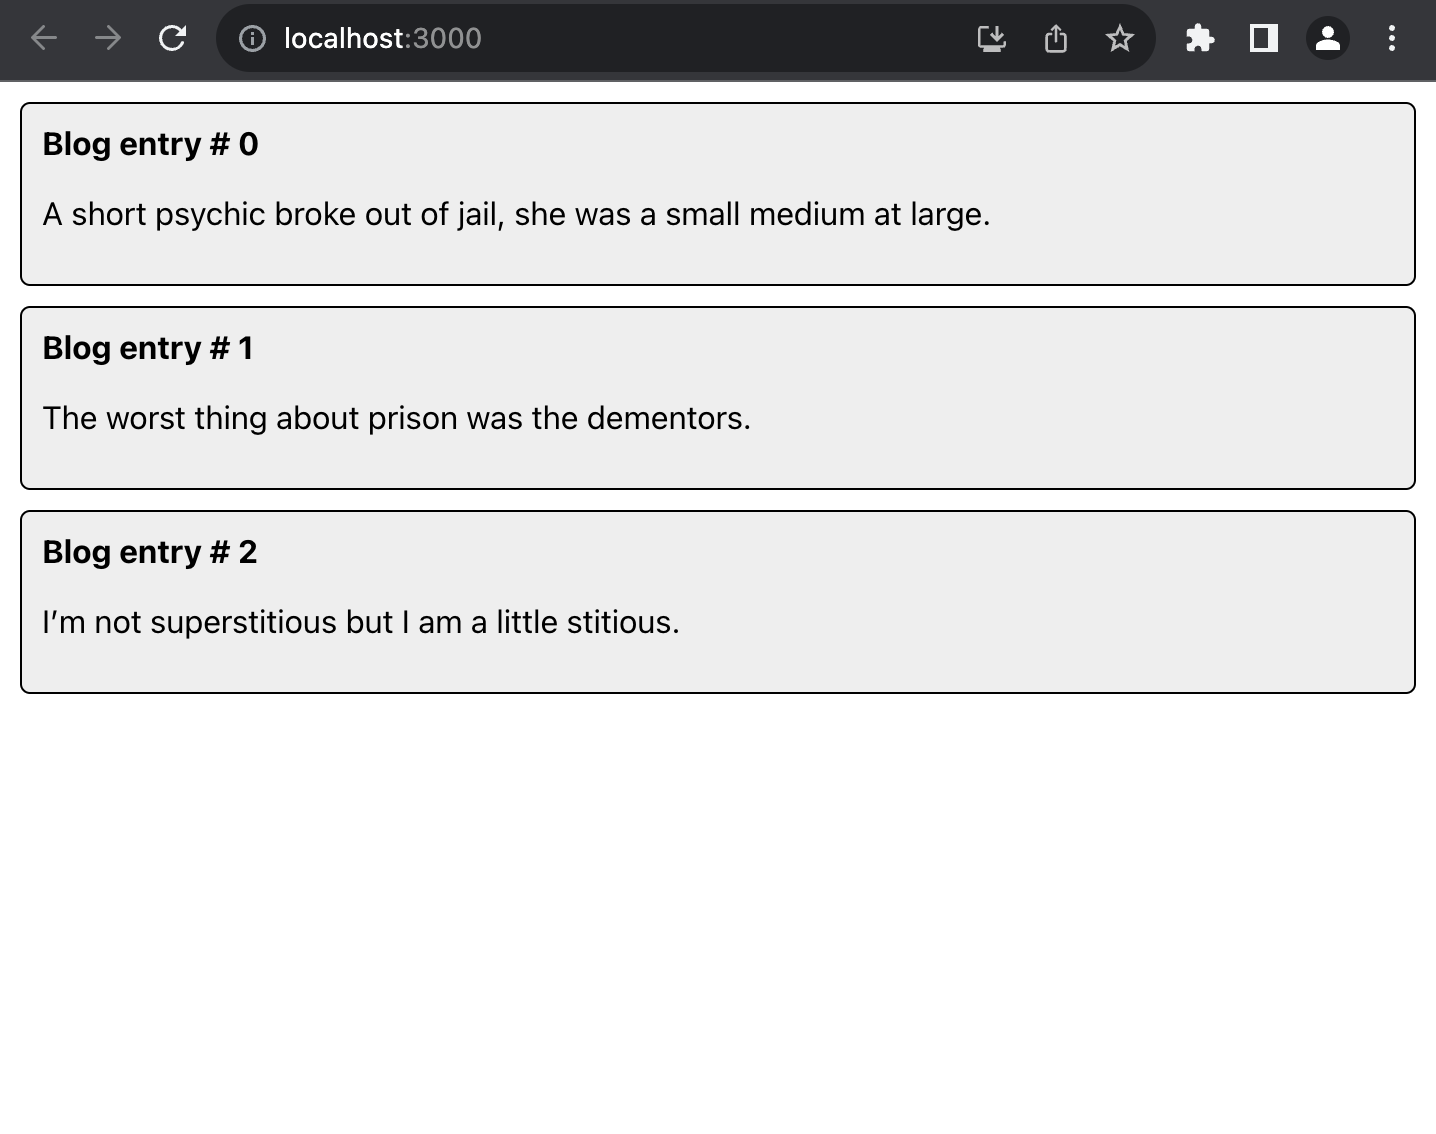 localhost:3000
Blog entry # 0
A short psychic broke out of jail, she was a small medium at large.
Blog entry # 1
The worst thing about prison was the dementors.
Blog entry # 2
I’m not superstitious but I am a little stitious.